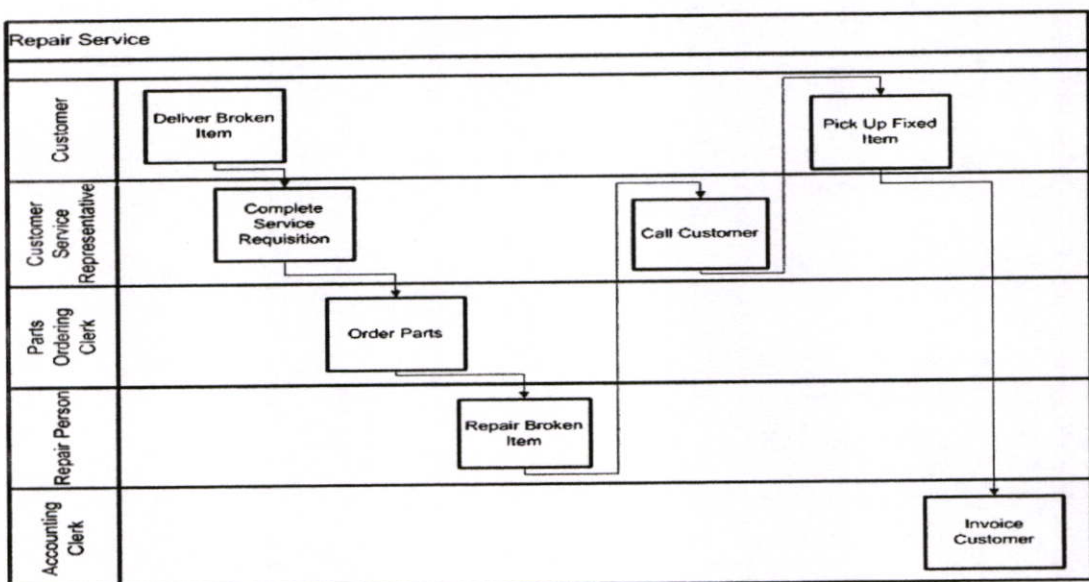 Repair Service
Customer
Deliver Broken
Item
Pick Up Fixed
Item
Customer
Service
Representative
Complete
Service
Requisition
Call Customer
Parts
Ordering
Clerk
Order Parts
Repair Person
Repair Broken
Item
Accounting
Clerk
Invoice
Customer